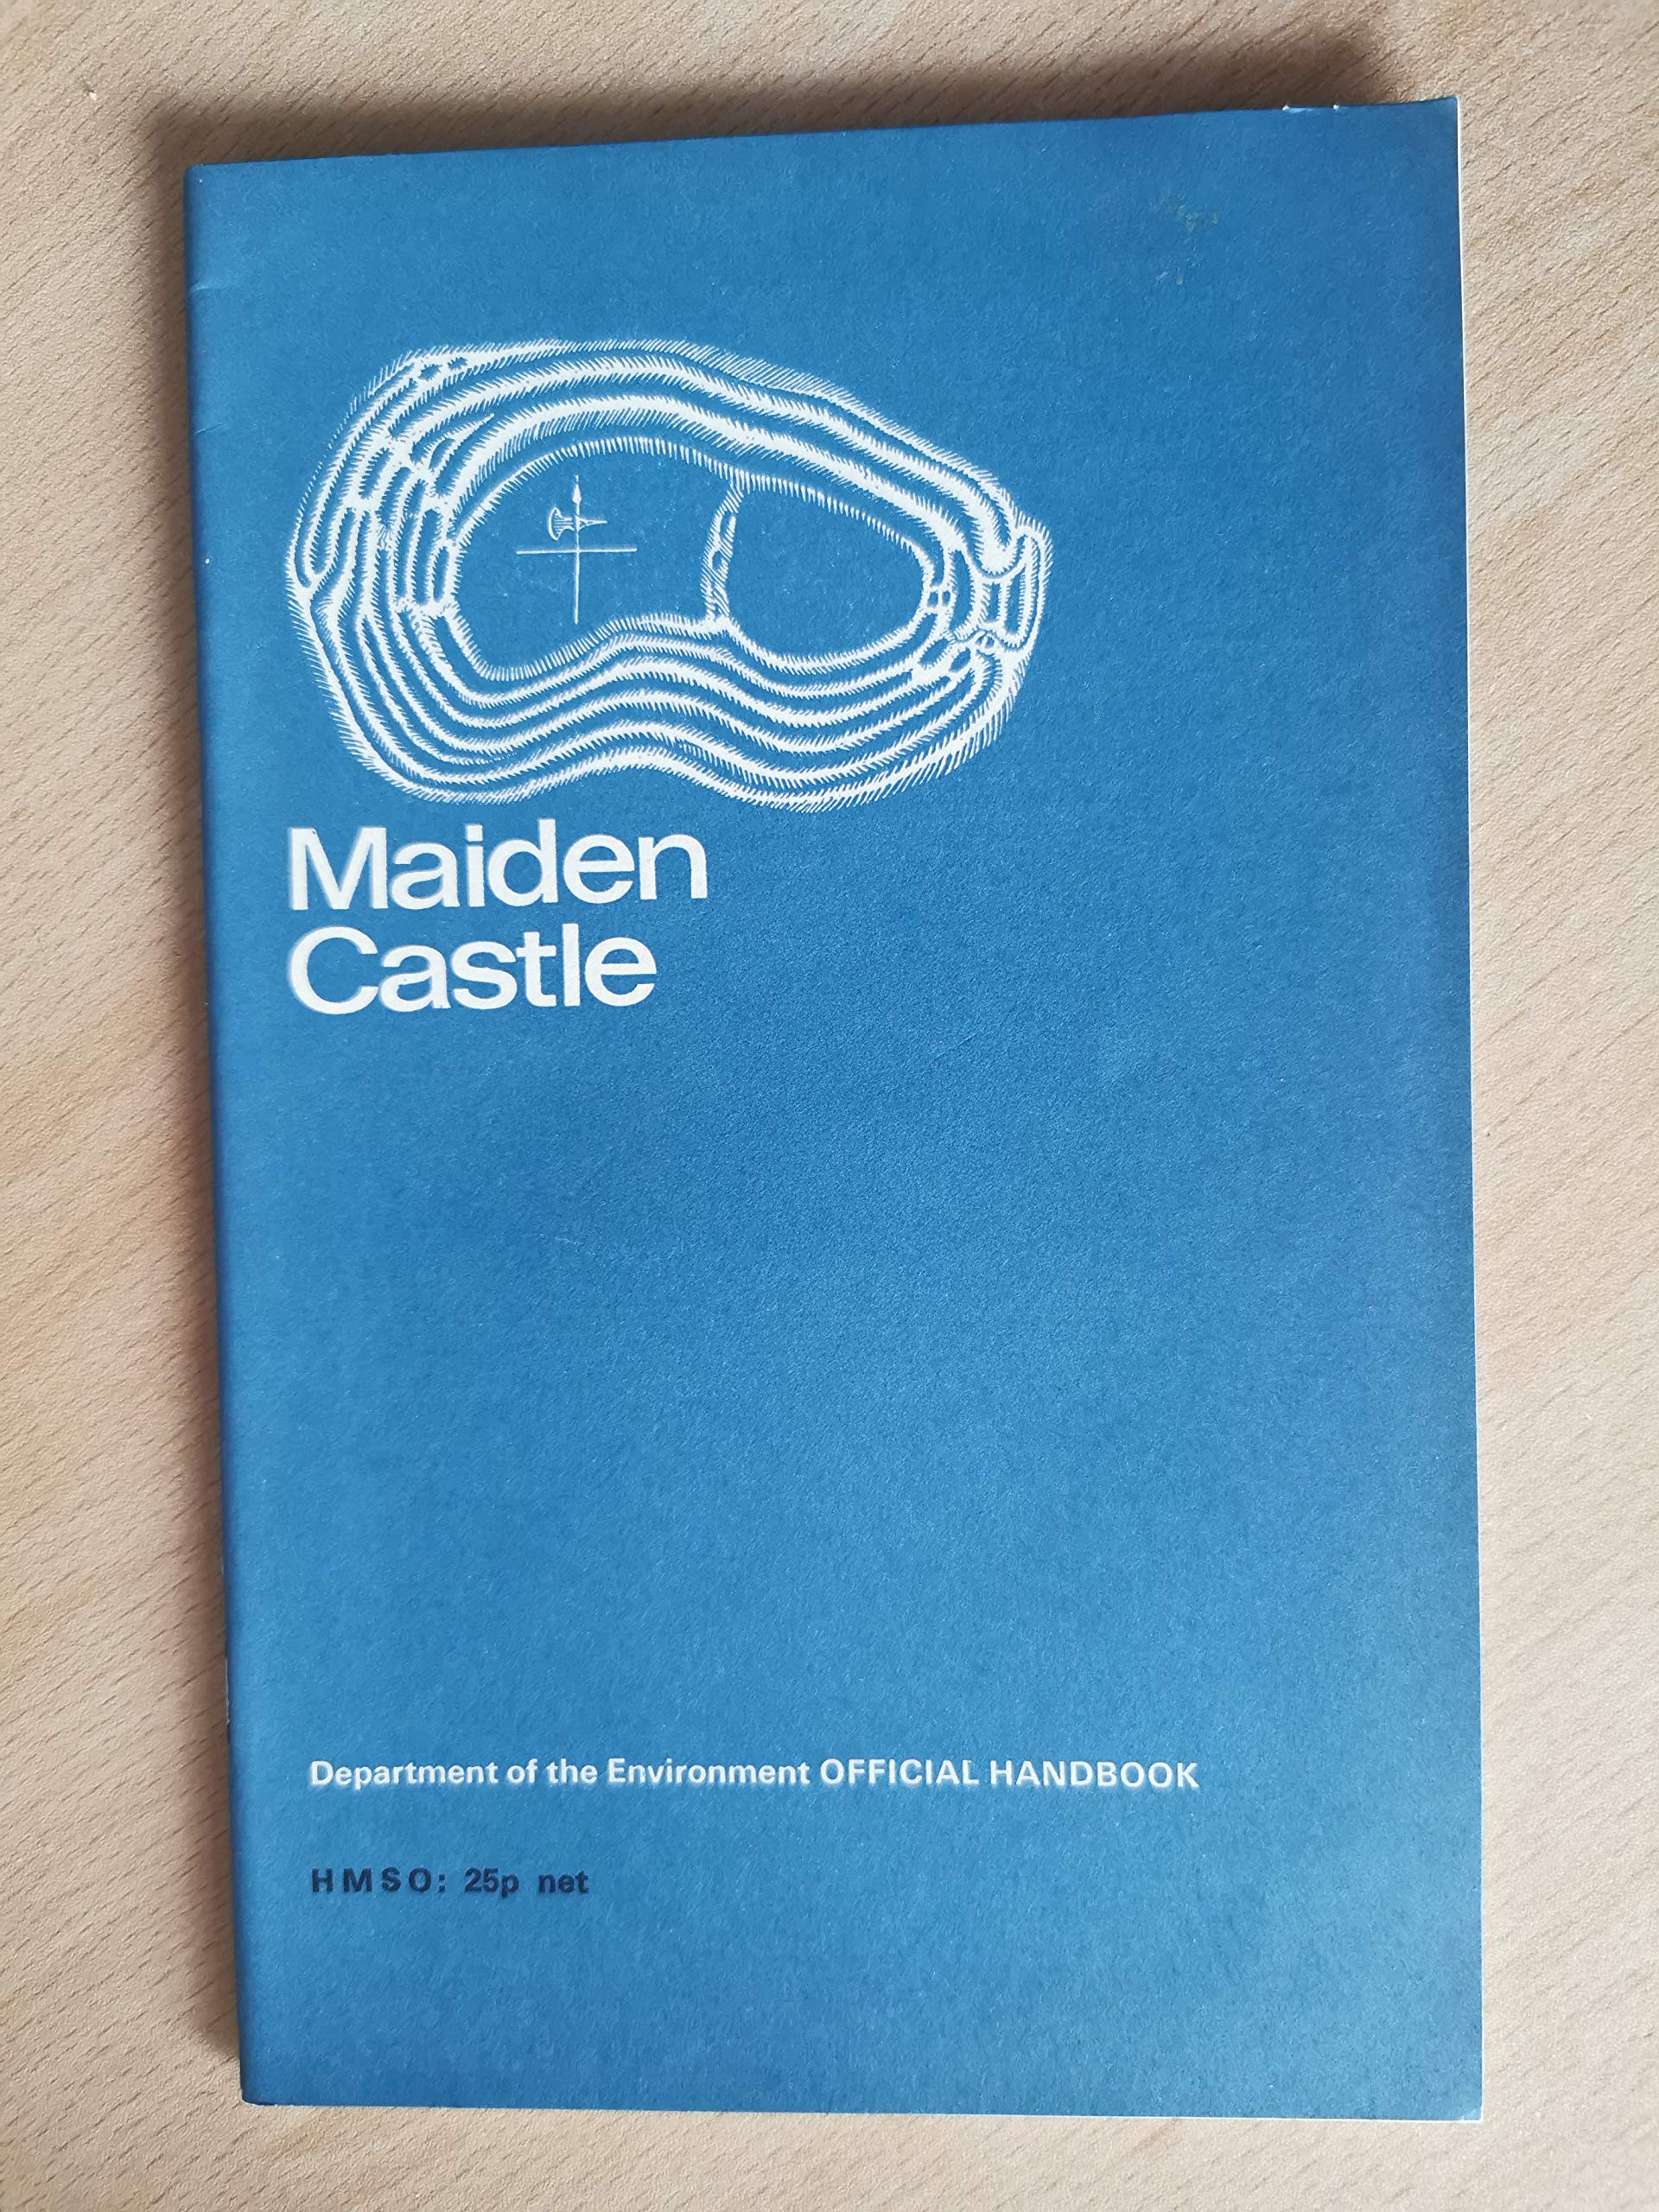 Maiden
Castle
Department of the Environment OFFICIAL HANDBOOK
HMSO: 25p net